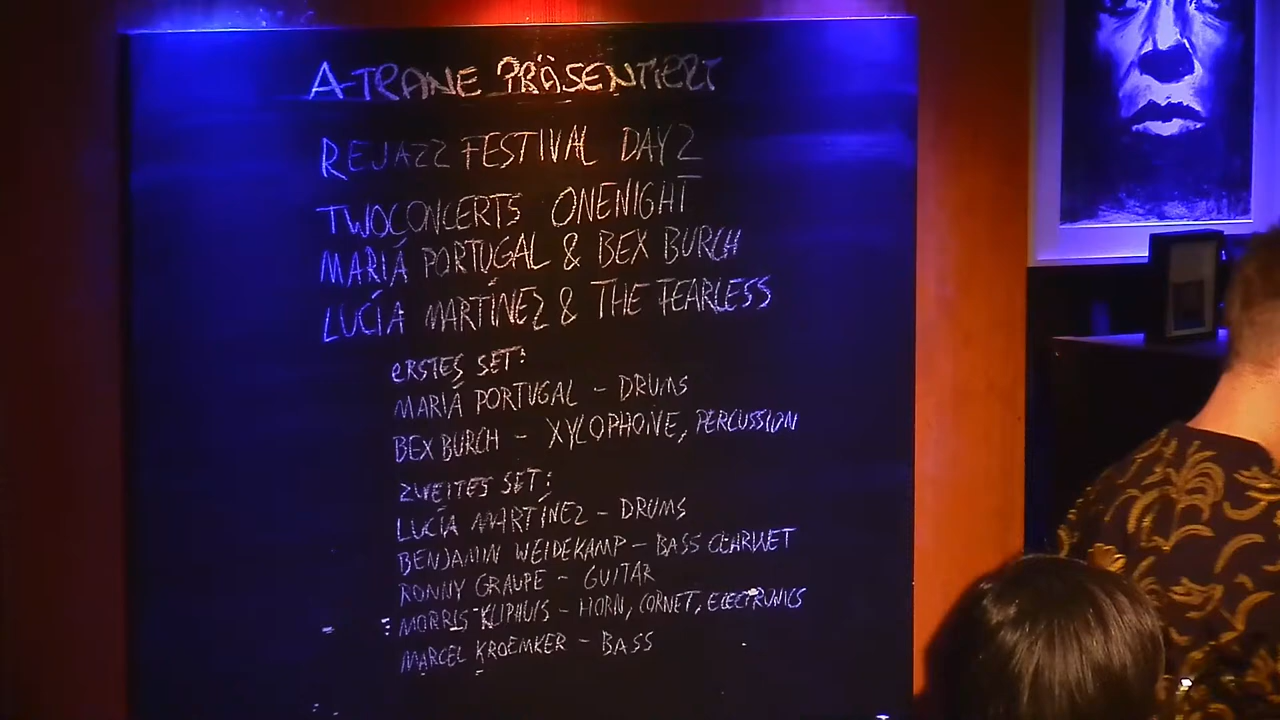 A-TRANE PRÄSENTIERT
REJAZZ FESTIVAL DAY 2
TWO CONCERTS ONE NIGHT
MARIÁ PORTUGAL & BEX BURCH
LUCÍA MARTÍNEZ & THE FEARLESS
ERSTES SET:
MARIÁ PORTUGAL - DRUMS
BEX BURCH - XYLOPHONE, PERCUSSION
ZWEITES SET:
LUCÍA MARTÍNEZ - DRUMS
BENJAMIN WEIDEKAMP - BASS CLARINET
RONNY GRAUPE - GUITAR
MORRIS KLIPHUIS - HORN, CORNET, ELECTRONICS
MARCEL KROEMKER - BASS